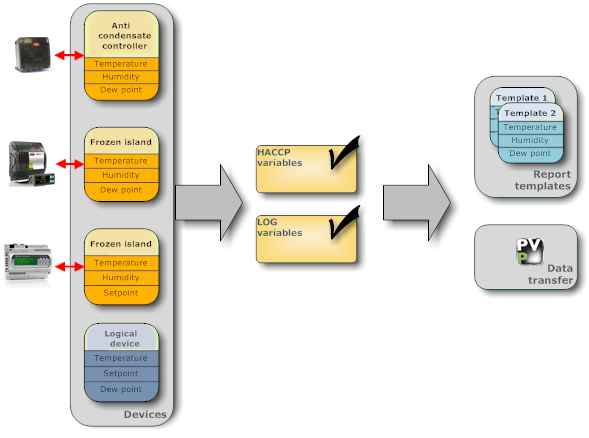 Anti
condensate
controller
Temperature
Humidity
Dew point
Frozen island
Temperature
Humidity
Dew point
Frozen island
Temperature
Humidity
Setpoint
Logical
device
Temperature
Setpoint
Dew point
Devices
HACCP
variables
LOG
variables
Template 1
Template 2
Temperature
Humidity
Dew point
Report
templates
PV
P
Data
transfer